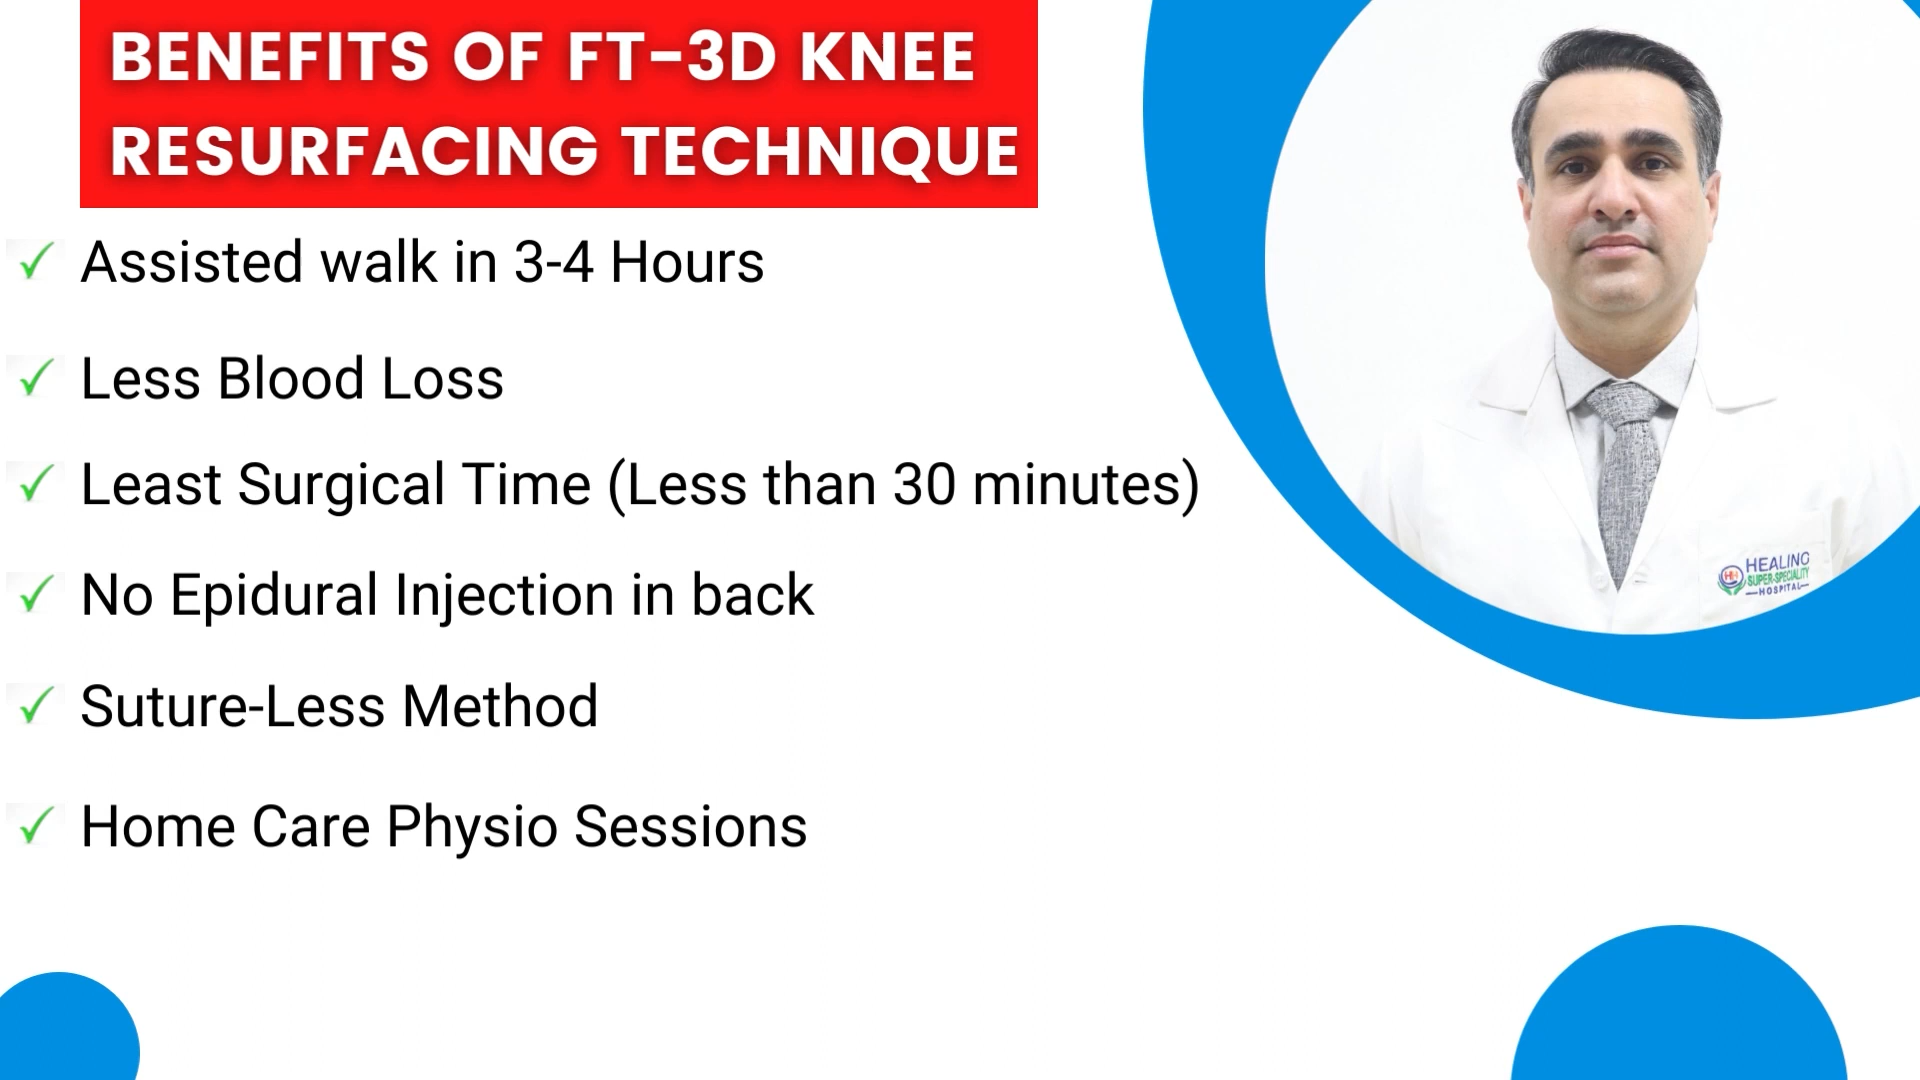 BENEFITS OF FT-3D KNEE
RESURFACING TECHNIQUE
Assisted walk in 3-4 Hours
Less Blood Loss
Least Surgical Time (Less than 30 minutes)
No Epidural Injection in back
Suture-Less Method
Home Care Physio Sessions
HH HEALING
SUPER-SPECIALITY
HOSPITAL